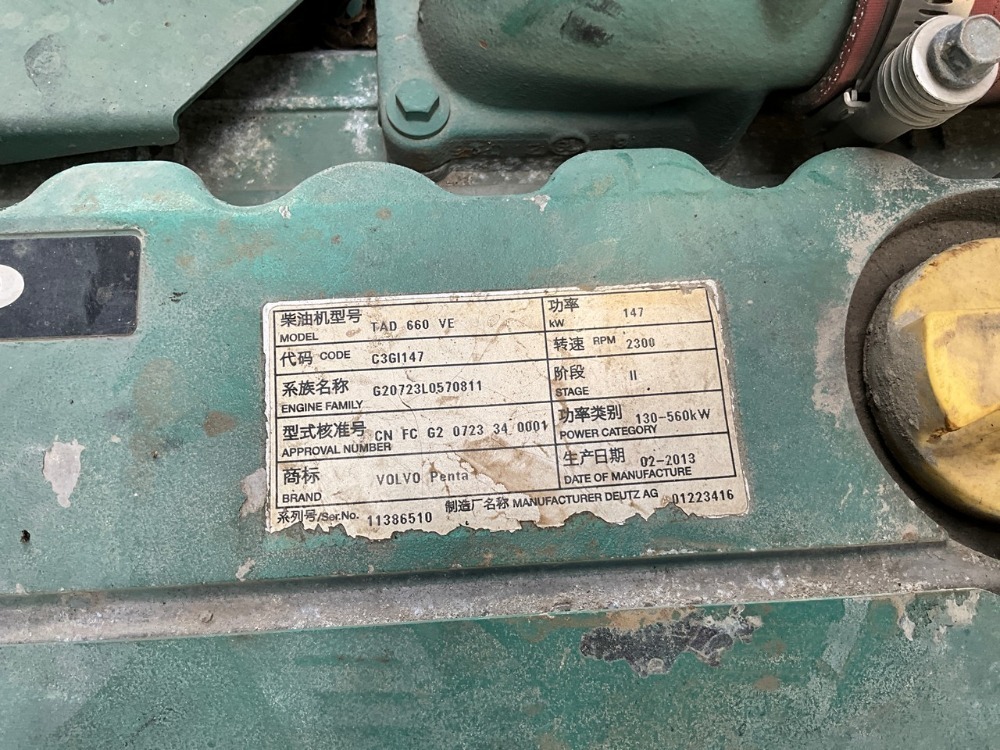 柴油机型号 MODEL TAD 660 VE
功率 kW 147
代码 CODE C3GI147
转速 RPM 2300
系族名称 ENGINE FAMILY G20723L0570811
阶段 STAGE II
型式核准号 APPROVAL NUMBER CN FC G2 0723 34 0001
功率类别 POWER CATEGORY 130-560kW
商标 BRAND VOLVO Penta
生产日期 DATE OF MANUFACTURE 02-2013
系列号/Ser.No. 11386510 制造厂名称 MANUFACTURER DEUTZ AG 01223416